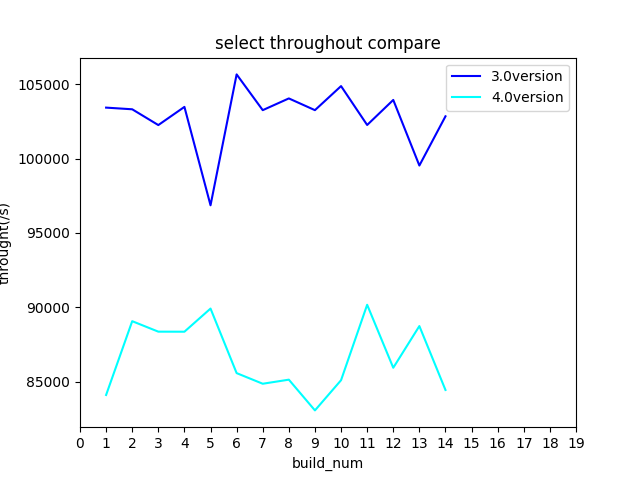 select throughout compare
3.0version
4.0version
105000
100000
95000
90000
85000
throught(/s)
0 1 2 3 4 5 6 7 8 9 10 11 12 13 14 15 16 17 18 19
build_num